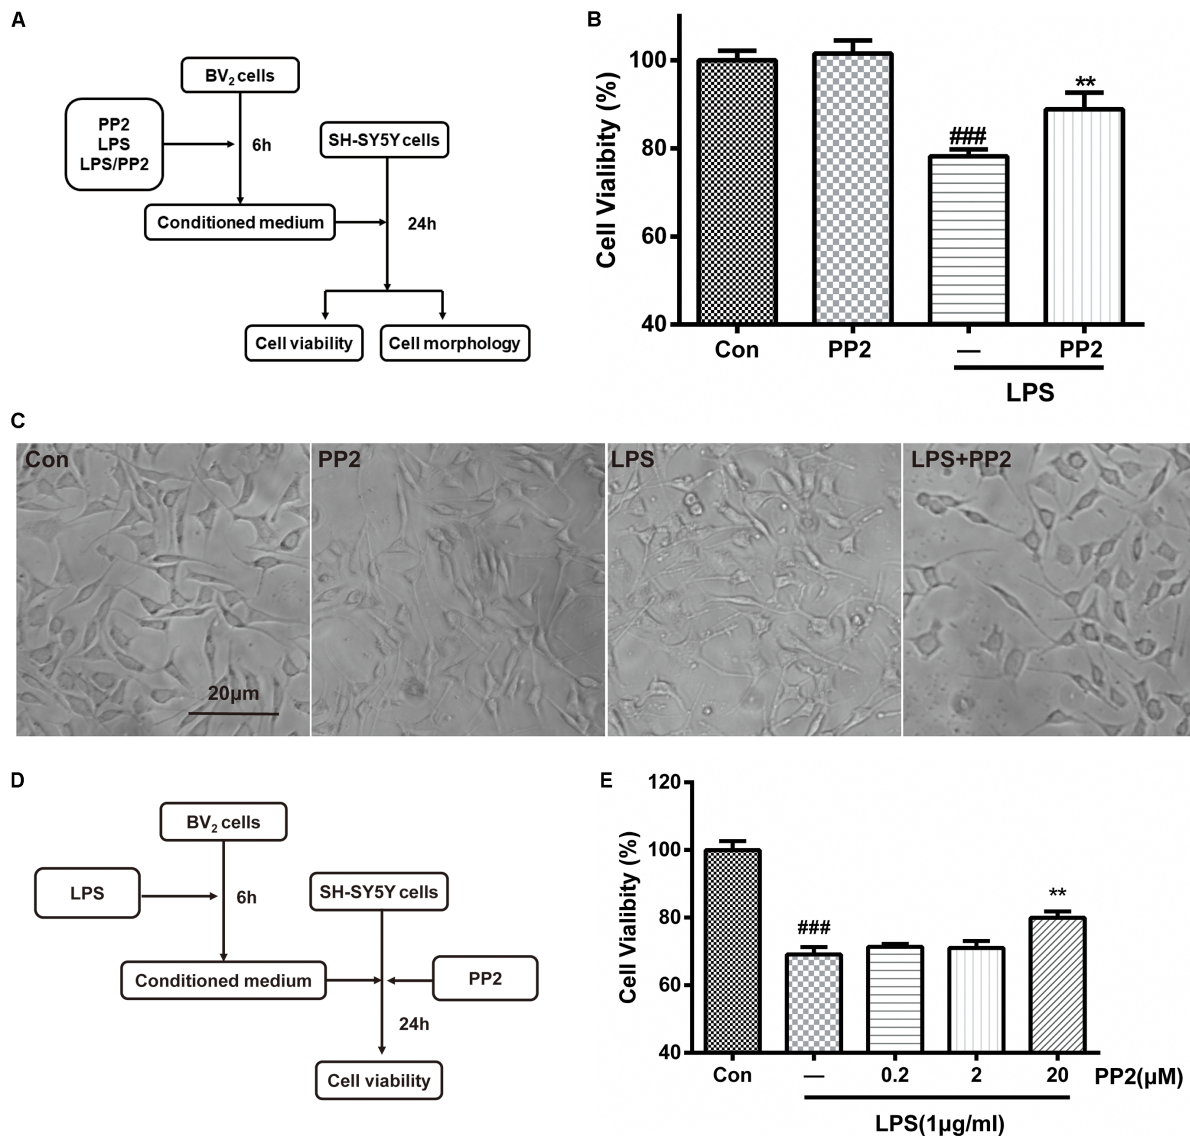 A
BV2 cells
PP2
LPS
LPS/PP2
6h
SH-SY5Y cells
Conditioned medium
24h
Cell viability
Cell morphology
B
Cell Vialibity (%)
100
80
60
40
###
**
Con
PP2
—
PP2
LPS
C
Con
PP2
LPS
LPS+PP2
20μm
D
BV2 cells
LPS
6h
SH-SY5Y cells
Conditioned medium
PP2
24h
Cell viability
E
Cell Vialibity (%)
120
100
80
60
40
###
**
Con
—
0.2
2
20
PP2(μM)
LPS(1μg/ml)